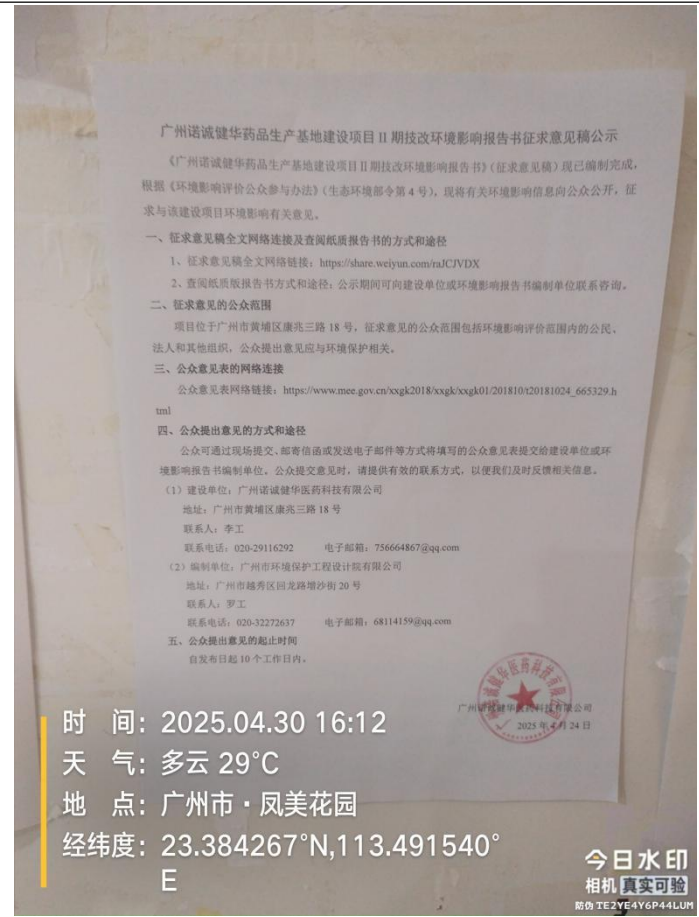 广州诺诚健华药品生产基地建设项目 II 期技改环境影响报告书征求意见稿公示
《广州诺诚健华药品生产基地建设项目 II 期技改环境影响报告书》（征求意见稿）现已编制完成，
根据《环境影响评价公众参与办法》（生态环境部令第 4 号），现将有关环境影响信息向公众公开，征
求与该建设项目环境影响有关意见。
一、征求意见稿全文网络连接及查阅纸质报告书的方式和途径
1、征求意见稿全文网络链接：https://share.weiyun.com/raJCJVDX
2、查阅纸质版报告书方式和途径：公示期间可向建设单位或环境影响报告书编制单位联系咨询。
二、征求意见的公众范围
项目位于广州市黄埔区康兆三路 18 号，征求意见的公众范围包括环境影响评价范围内的公民、
法人和其他组织，公众提出意见应与环境保护相关。
三、公众意见表的网络连接
公众意见表网络链接：https://www.mee.gov.cn/xxgk2018/xxgk/xxgk01/201810/t20181024_665329.h
tml
四、公众提出意见的方式和途径
公众可通过现场提交、邮寄信函或发送电子邮件等方式将填写的公众意见表提交给建设单位或环
境影响报告书编制单位。公众提交意见时，请提供有效的联系方式，以便我们及时反馈相关信息。
（1）建设单位：广州诺诚健华医药科技有限公司
地址：广州市黄埔区康兆三路 18 号
联系人：李工
联系电话：020-29116292 电子邮箱：756664867@qq.com
（2）编制单位：广州市环境保护工程设计院有限公司
地址：广州市越秀区回龙路增沙街 20 号
联系人：罗工
联系电话：020-32272637 电子邮箱：68114159@qq.com
五、公众提出意见的起止时间
自发布日起 10 个工作日内。
广州诺诚健华医药科技有限公司
2025 年 4 月 24 日
时 间：2025.04.30 16:12
天 气：多云 29°C
地 点：广州市·凤美花园
经纬度：23.384267°N,113.491540°
E
今日水印
相机 真实可验
防伪 TE2YE4Y6P44LUM